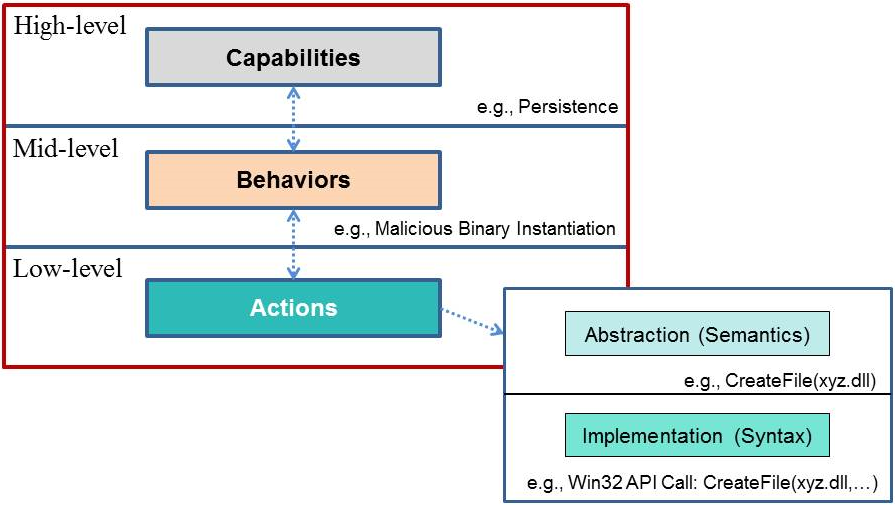 High-level
Capabilities
e.g., Persistence
Mid-level
Behaviors
e.g., Malicious Binary Instantiation
Low-level
Actions
Abstraction (Semantics)
e.g., CreateFile(xyz.dll)
Implementation (Syntax)
e.g., Win32 API Call: CreateFile(xyz.dll,…)